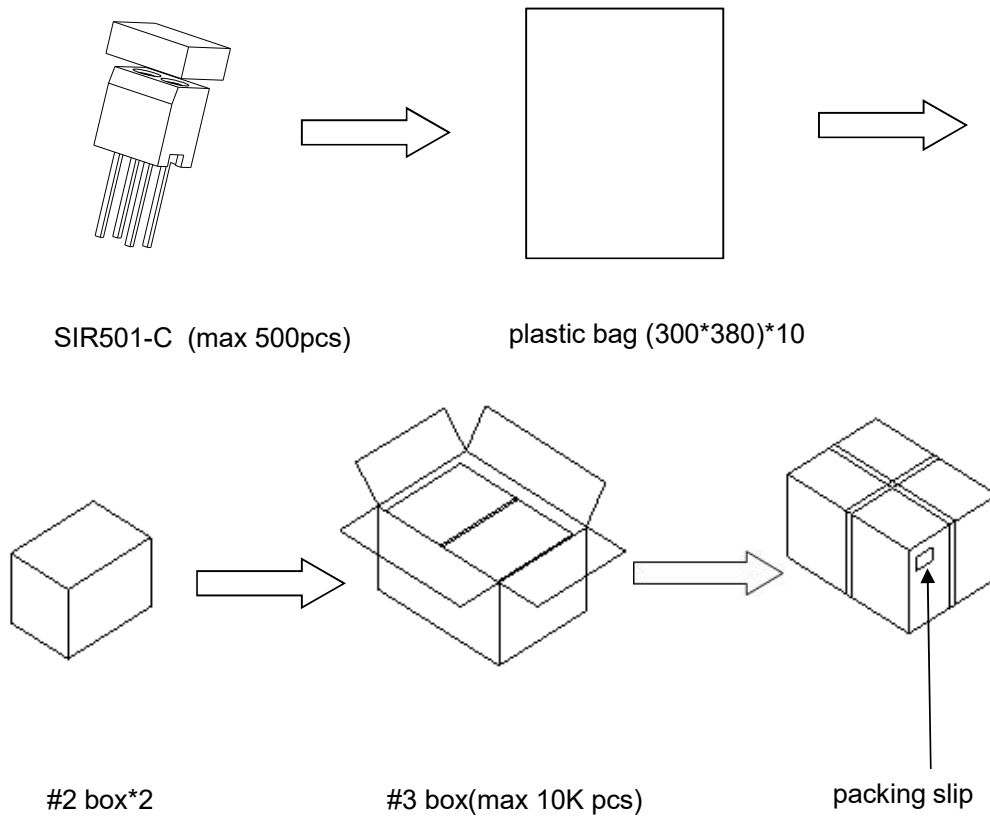 SIR501-C (max 500pcs)
plastic bag (300*380)*10
#2 box*2
#3 box(max 10K pcs)
packing slip